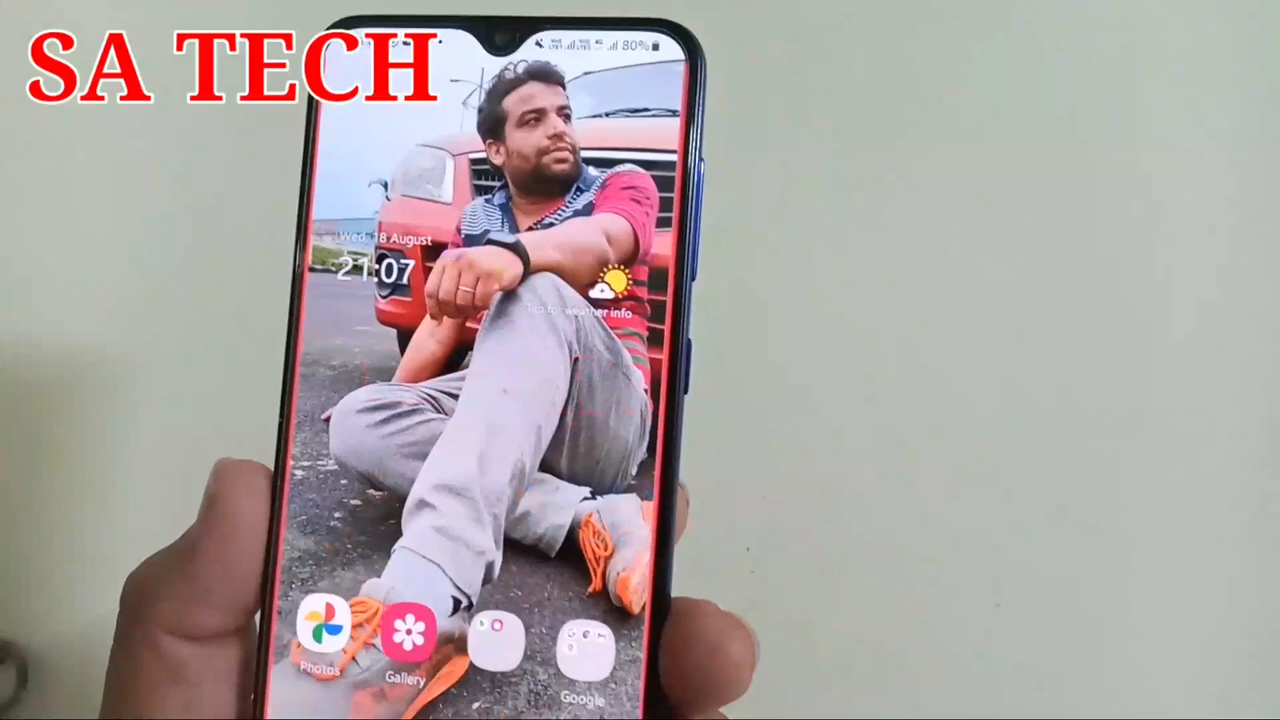 SA TECH
80%
Wed, 18 August
21:07
Tap for weather info
Photos
Gallery
Google